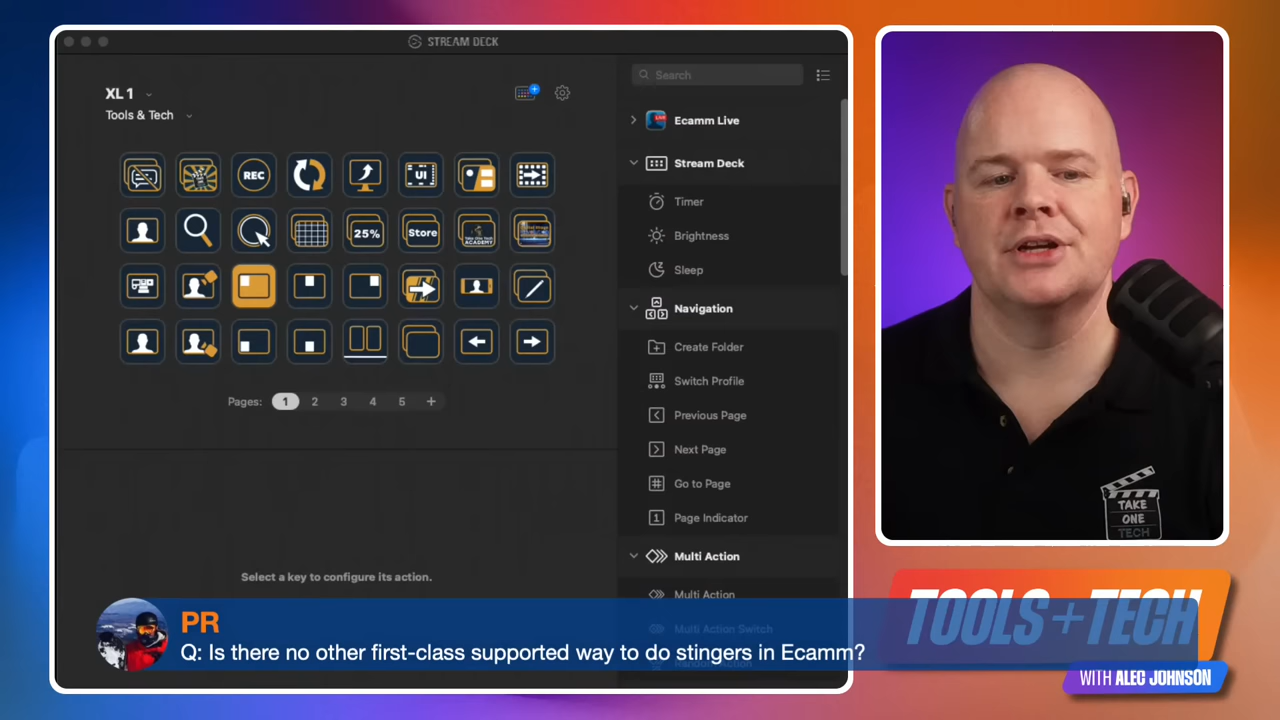 STREAM DECK
XL 1
Tools & Tech
REC
UI
25%
Store
Take One Tech
ACADEMY
Pages: 1 2 3 4 5 +
Select a key to configure its action.
Search
Ecamm Live
Stream Deck
Timer
Brightness
Sleep
Navigation
Create Folder
Switch Profile
Previous Page
Next Page
Go to Page
Page Indicator
Multi Action
Multi Action
Multi Action Switch
PR
Q: Is there no other first-class supported way to do stingers in Ecamm?
TAKE
ONE
TECH
TOOLS+TECH
WITH ALEC JOHNSON